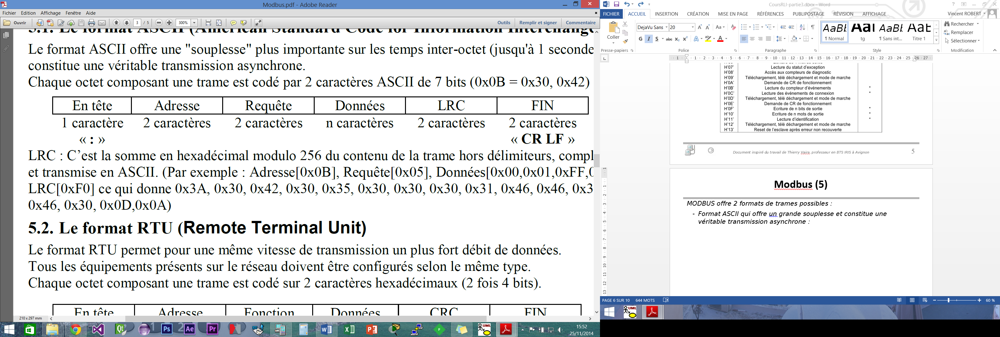 Modbus.pdf - Adobe Reader
Fichier Edition Affichage Fenêtre Aide
Ouvrir 3 / 5 300% Outils Remplir et signer Commentaire
5.1. Le format ASCII (American Standard Code for Information Interchange
Le format ASCII offre une "souplesse" plus importante sur les temps inter-octet (jusqu'à 1 seconde
constitue une véritable transmission asynchrone.
Chaque octet composant une trame est codé par 2 caractères ASCII de 7 bits (0x0B = 0x30, 0x42)
En tête Adresse Requête Données LRC FIN
1 caractère 2 caractères 2 caractères n caractères 2 caractères 2 caractères
« : » « CR LF »
LRC : C’est la somme en hexadécimal modulo 256 du contenu de la trame hors délimiteurs, compl
et transmise en ASCII. (Par exemple : Adresse[0x0B], Requête[0x05], Données[0x00,0x01,0xFF,0
LRC[0xF0] ce qui donne 0x3A, 0x30, 0x42, 0x30, 0x35, 0x30, 0x30, 0x30, 0x31, 0x46, 0x46, 0x3
0x46, 0x30, 0x0D,0x0A)
5.2. Le format RTU (Remote Terminal Unit)
Le format RTU permet pour une même vitesse de transmission un plus fort débit de données.
Tous les équipements présents sur le réseau doivent être configurés selon le même type.
Chaque octet composant une trame est codé sur 2 caractères hexadécimaux (2 fois 4 bits).
En tête Adresse Fonction Données CRC FIN
210 x 297 mm
15:52
25/11/2014
CoursRLI-partie3.docx - Word
FICHIER ACCUEIL INSERTION CRÉATION MISE EN PAGE RÉFÉRENCES PUBLIPOSTAGE RÉVISION AFFICHAGE Vincent ROBERT
Coller
DejaVu Sans 20 Aa
G I S abc x₂ x²
¶ Normal tg ¶ Sans int... Titre 1
Rechercher
Remplacer
Sélectionner
Presse-papiers Police Paragraphe Style Modification
H'07' Lecture du statut d'exception
H'08' Accès aux compteurs de diagnostic
H'09' Téléchargement, télé déchargement et mode de marche
H'0A' Demande de CR de fonctionnement
H'0B' Lecture du compteur d'événements *
H'0C' Lecture des événements de connexion *
H'0D' Téléchargement, télé déchargement et mode de marche
H'0E' Demande de CR de fonctionnement
H'0F' Ecriture de n bits de sortie *
H'10' Ecriture de n mots de sortie *
H'11' Lecture d'identification *
H'12' Téléchargement, télé déchargement et mode de marche
H'13' Reset de l'esclave après erreur non recouverte
Document inspiré du travail de Thierry Vaira, professeur en BTS IRIS à Avignon 5
Modbus (5)
MODBUS offre 2 formats de trames possibles :
- Format ASCII qui offre un grande souplesse et constitue une
véritable transmission asynchrone :
PAGE 6 SUR 10 644 MOTS 60 %